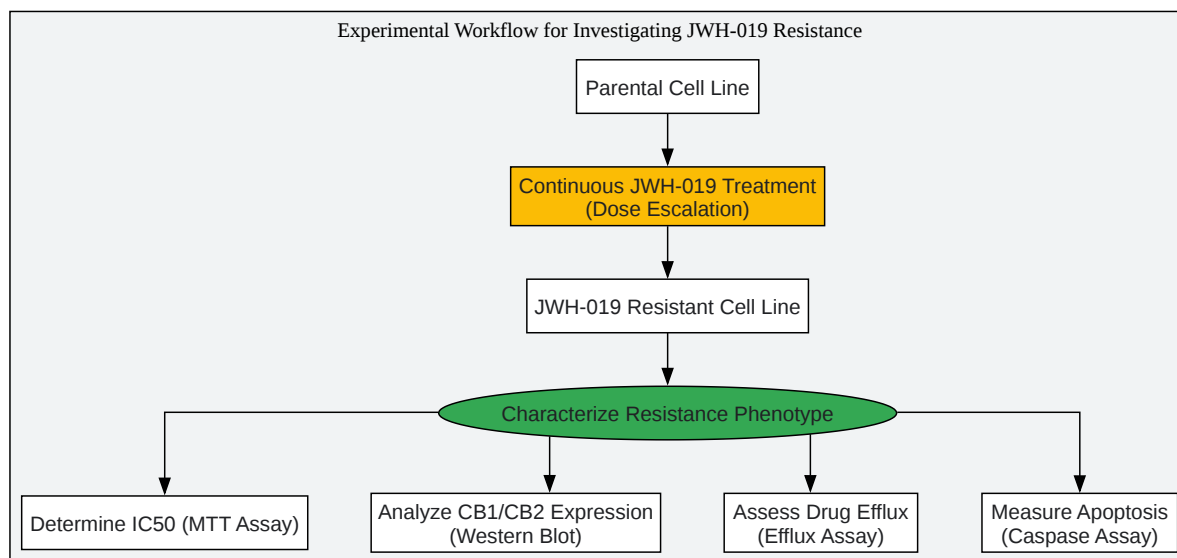 Experimental Workflow for Investigating JWH-019 Resistance
Parental Cell Line
Continuous JWH-019 Treatment
(Dose Escalation)
JWH-019 Resistant Cell Line
Characterize Resistance Phenotype
Determine IC50 (MTT Assay)
Analyze CB1/CB2 Expression
(Western Blot)
Assess Drug Efflux
(Efflux Assay)
Measure Apoptosis
(Caspase Assay)